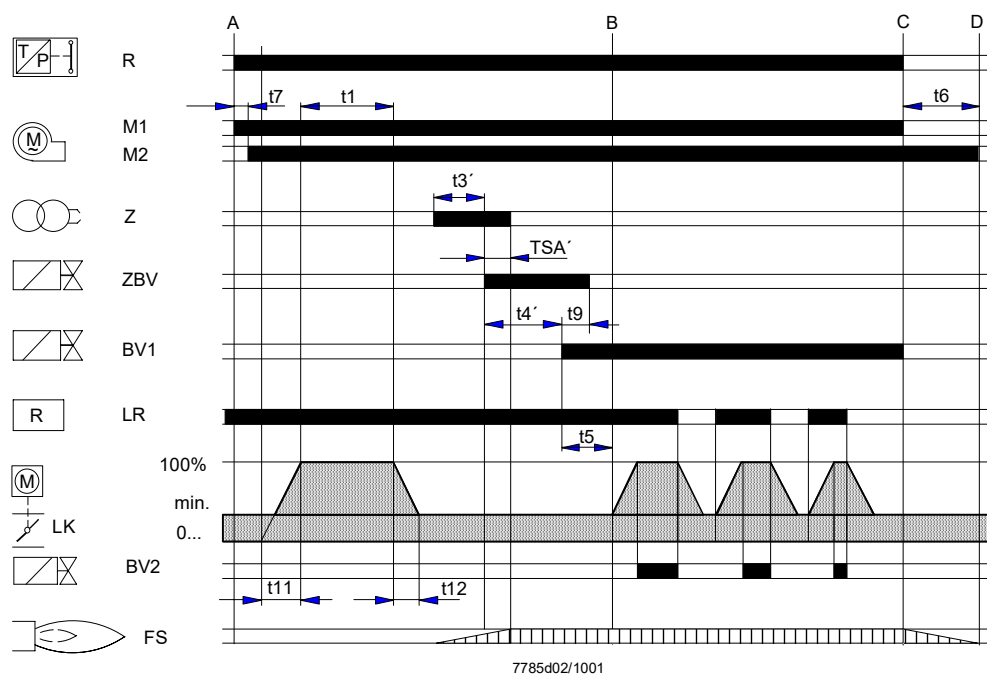 A B C D
T P R
t7 t1 t6
M1
M ~ M2
t3´
Z
TSA´
ZBV
t4´ t9
BV1
R LR
t5
100%
M
min.
LK
0...
BV2
t11 t12
FS
7785d02/1001